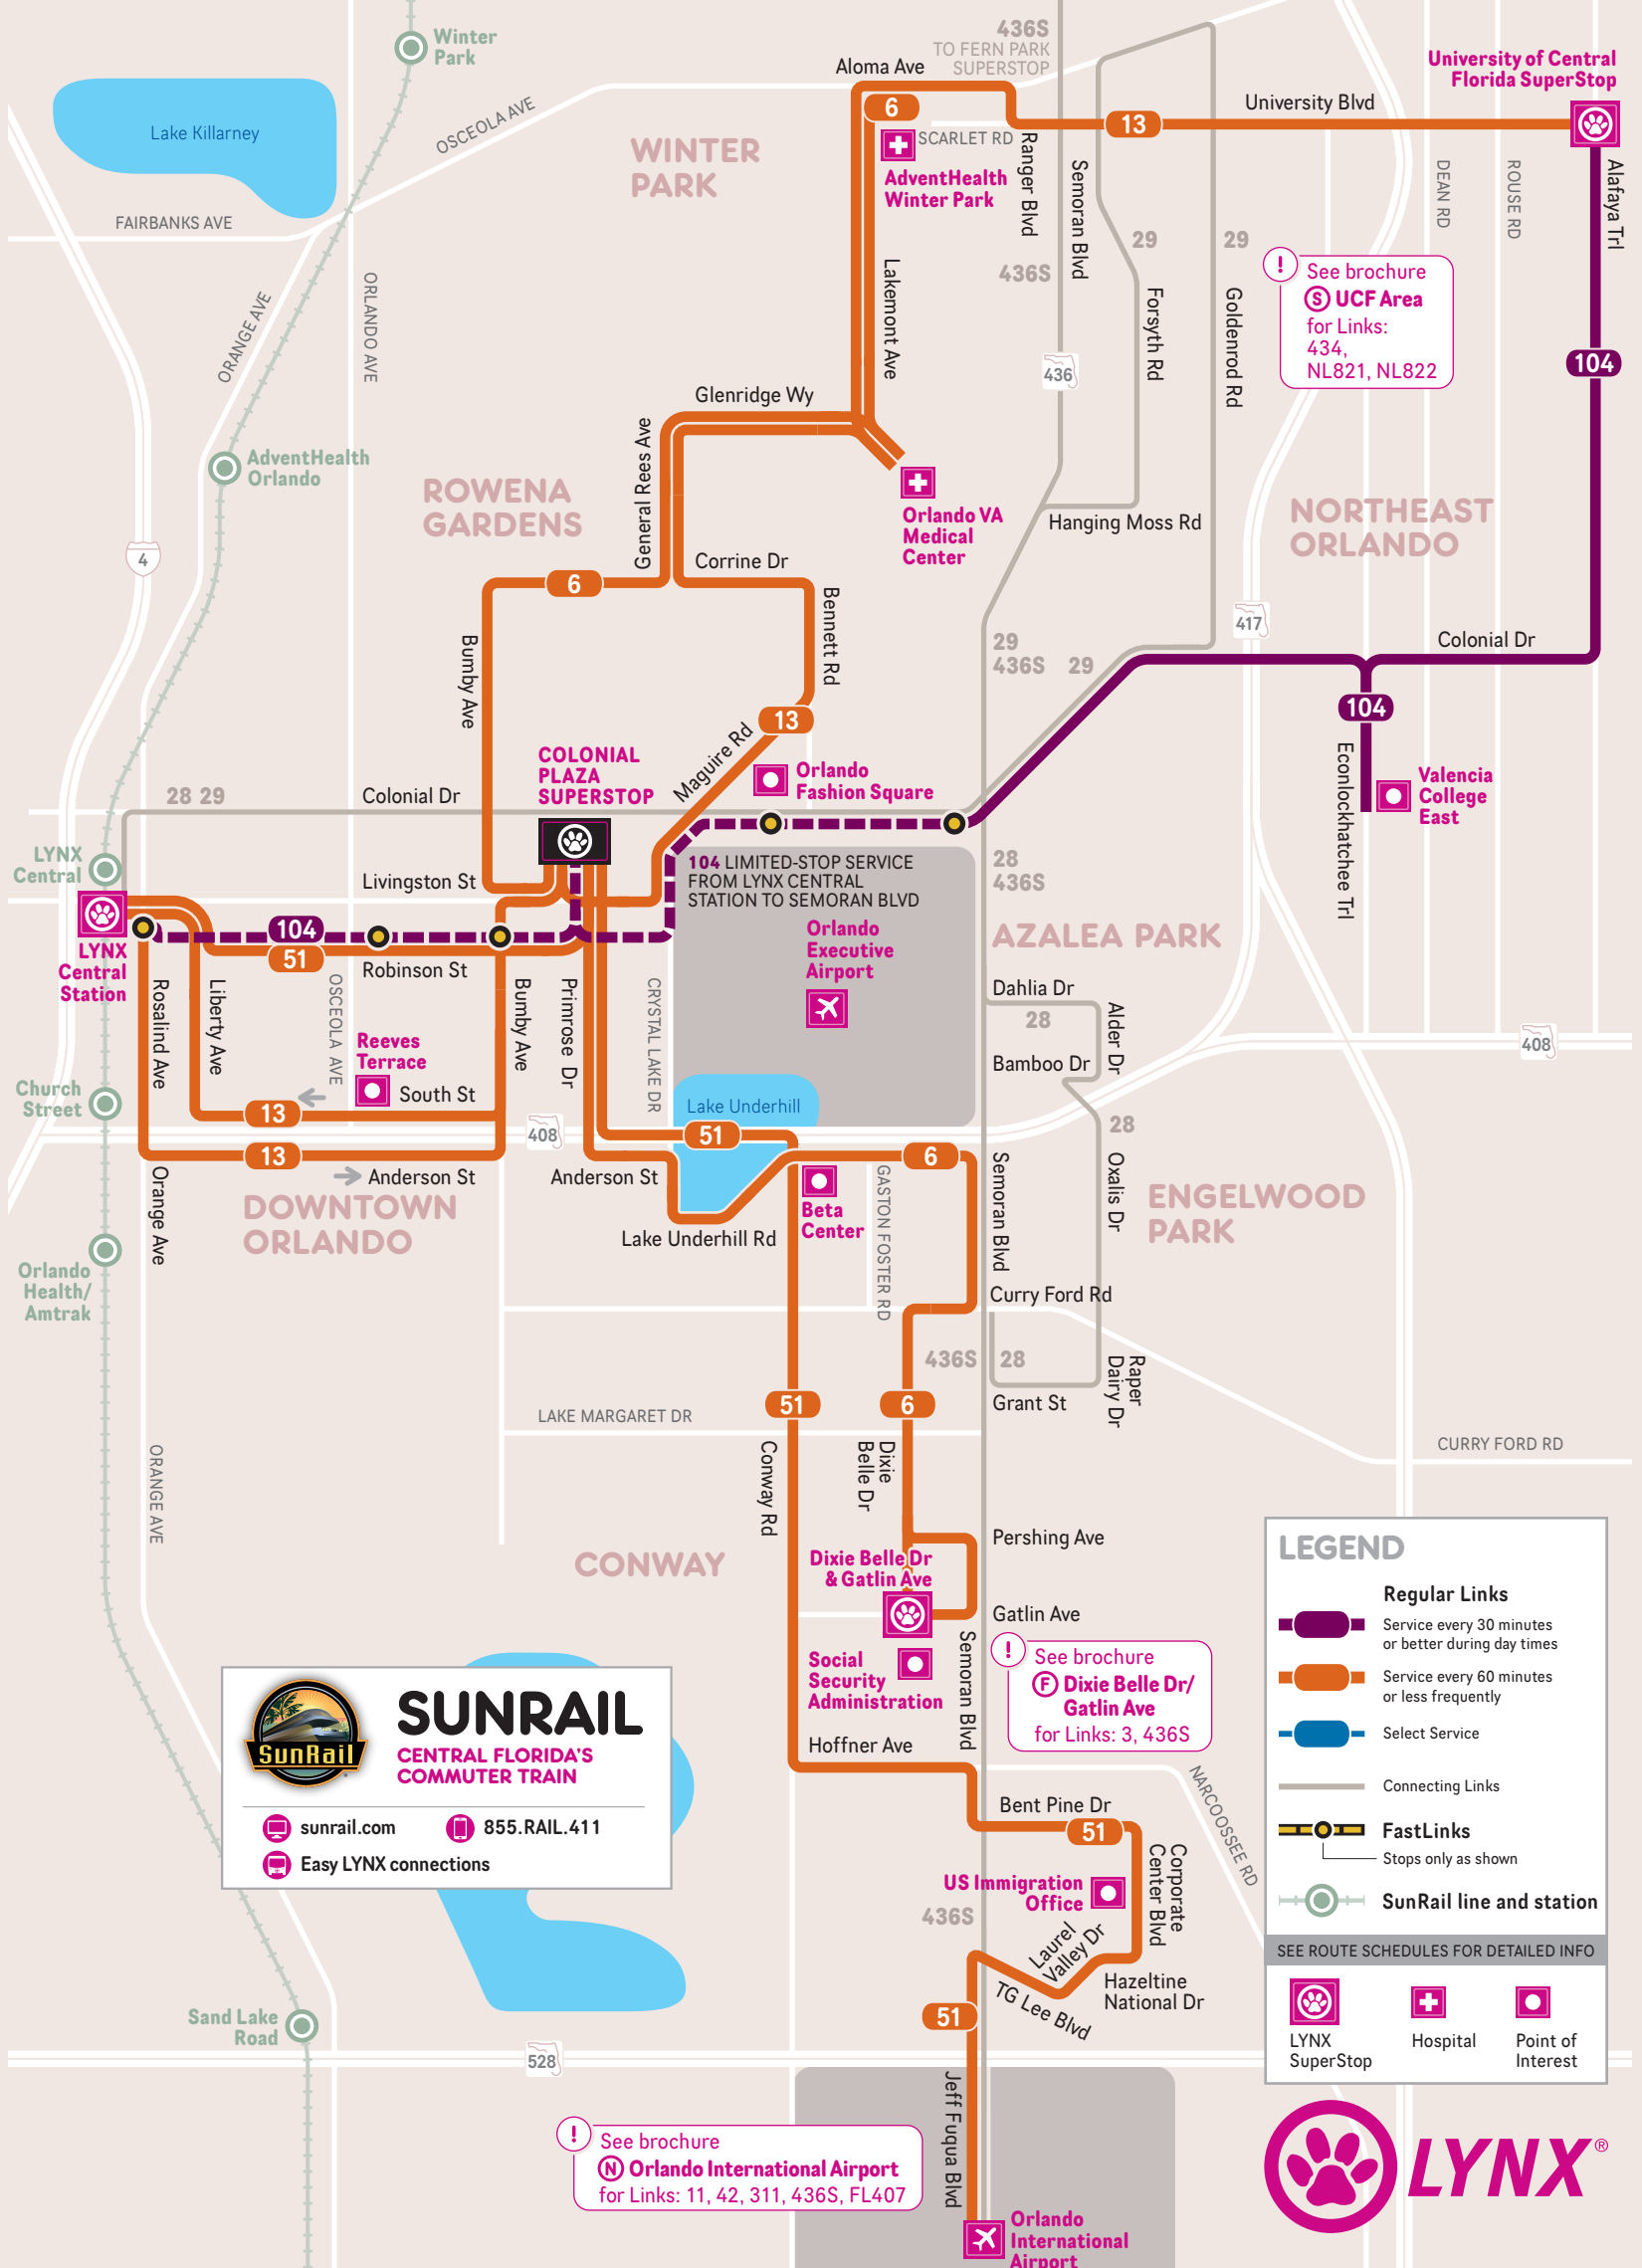 436S
TO FERN PARK
SUPERSTOP
Winter
Park
Aloma Ave
University of Central
Florida SuperStop
6
13
University Blvd
Lake Killarney
OSCEOLA AVE
WINTER
PARK
SCARLET RD
AdventHealth
Winter Park
Ranger Blvd
Semoran Blvd
DEAN RD
ROUSE RD
Alafaya Trl
FAIRBANKS AVE
436S
29
29
ORLANDO AVE
ORANGE AVE
Lakemont Ave
Forsyth Rd
Goldenrod Rd
!
See brochure
S UCF Area
for Links:
434,
NL821, NL822
436
104
Glenridge Wy
General Rees Ave
AdventHealth
Orlando
ROWENA
GARDENS
Orlando VA
Medical
Center
Hanging Moss Rd
NORTHEAST
ORLANDO
4
Corrine Dr
6
Bennett Rd
Bumby Ave
29
436S
29
417
Colonial Dr
104
13
Maguire Rd
COLONIAL
PLAZA
SUPERSTOP
Orlando
Fashion Square
Econlockhatchee Trl
Valencia
College
East
28 29
Colonial Dr
LYNX
Central
Livingston St
104 LIMITED-STOP SERVICE
FROM LYNX CENTRAL
STATION TO SEMORAN BLVD
28
436S
104
51
Robinson St
LYNX
Central
Station
Orlando
Executive
Airport
AZALEA PARK
Rosalind Ave
Liberty Ave
OSCEOLA AVE
Bumby Ave
Primrose Dr
CRYSTAL LAKE DR
Dahlia Dr
28
Alder Dr
408
Reeves
Terrace
Bamboo Dr
South St
Church
Street
13
Lake Underhill
28
408
51
13
Anderson St
Anderson St
6
Semoran Blvd
Oxalis Dr
Orange Ave
DOWNTOWN
ORLANDO
GASTON FOSTER RD
Beta
Center
ENGELWOOD
PARK
Lake Underhill Rd
Orlando
Health/
Amtrak
Curry Ford Rd
436S
28
Raper
Dairy Dr
51
6
Grant St
LAKE MARGARET DR
ORANGE AVE
Conway Rd
Dixie
Belle Dr
CURRY FORD RD
CONWAY
Pershing Ave
Dixie Belle Dr
& Gatlin Ave
Gatlin Ave
Social
Security
Administration
Semoran Blvd
!
See brochure
F Dixie Belle Dr/
Gatlin Ave
for Links: 3, 436S
Hoffner Ave
NARCOOSSEE RD
LEGEND
Regular Links
Service every 30 minutes
or better during day times
Service every 60 minutes
or less frequently
Select Service
Connecting Links
FastLinks
Stops only as shown
SunRail line and station
SEE ROUTE SCHEDULES FOR DETAILED INFO
LYNX
SuperStop
Hospital
Point of
Interest
SunRail
SUNRAIL
CENTRAL FLORIDA'S
COMMUTER TRAIN
sunrail.com
855.RAIL.411
Easy LYNX connections
Bent Pine Dr
51
Corporate
Center Blvd
US Immigration
Office
436S
Laurel
Valley Dr
Hazeltine
National Dr
TG Lee Blvd
51
Sand Lake
Road
528
Jeff Fuqua Blvd
!
See brochure
N Orlando International Airport
for Links: 11, 42, 311, 436S, FL407
Orlando
International
Airport
LYNX®